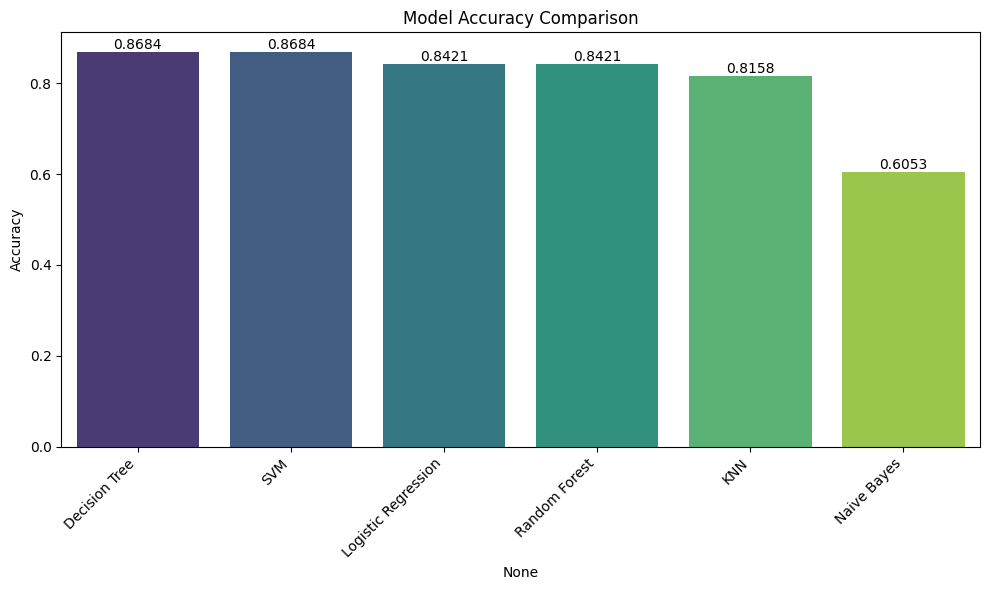 Model Accuracy Comparison
0.8684
0.8684
0.8421
0.8421
0.8158
0.6053
0.8
0.6
0.4
0.2
0.0
Accuracy
Decision Tree
SVM
Logistic Regression
Random Forest
KNN
Naive Bayes
None